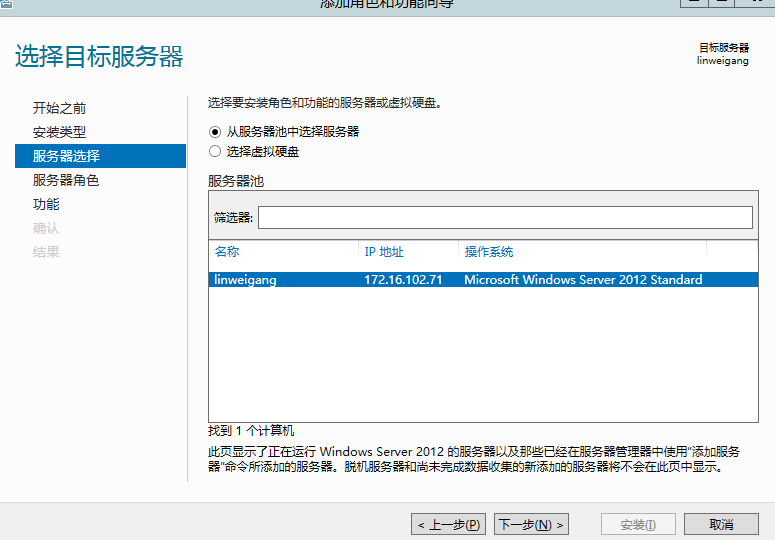 添加角色和功能向导
选择目标服务器
目标服务器
linweigang
开始之前
安装类型
服务器选择
服务器角色
功能
确认
结果
选择要安装角色和功能的服务器或虚拟硬盘。
从服务器池中选择服务器
选择虚拟硬盘
服务器池
筛选器:
名称 IP 地址 操作系统
linweigang 172.16.102.71 Microsoft Windows Server 2012 Standard
找到 1 个计算机
此页显示了正在运行 Windows Server 2012 的服务器以及那些已经在服务器管理器中使用"添加服务
器"命令所添加的服务器。脱机服务器和尚未完成数据收集的新添加的服务器将不会在此页中显示。
< 上一步(P) 下一步(N) > 安装(I) 取消